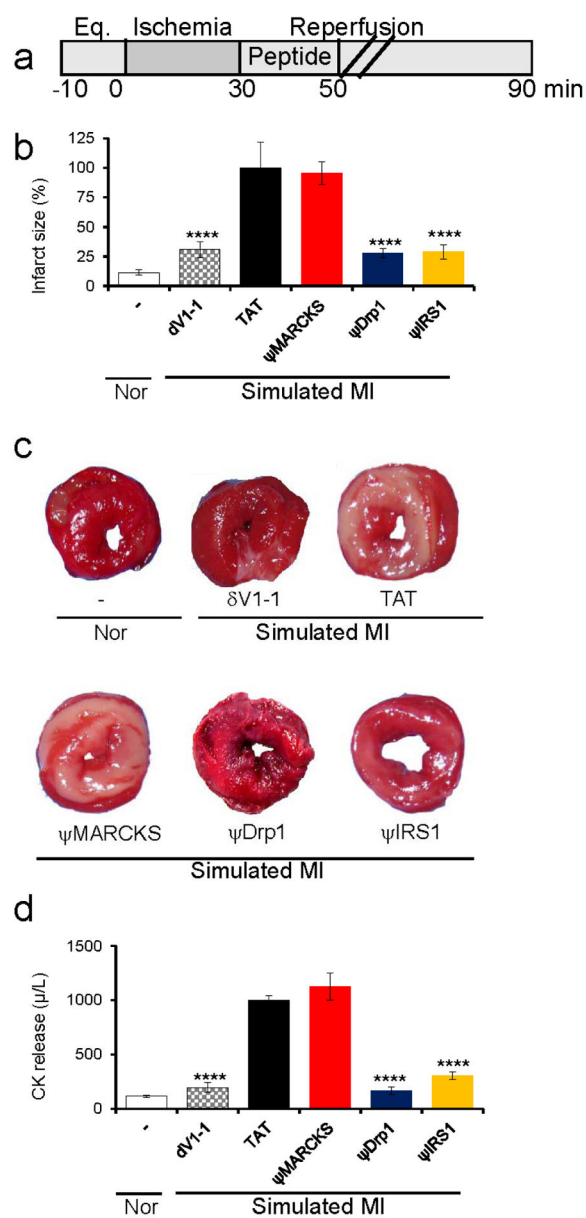 a
Eq. Ischemia Reperfusion
Peptide
-10 0 30 50 90 min
b
Infarct size (%)
125
100
75
50
25
0
**** **** ****
- dV1-1 TAT ψMARCKS ψDrp1 ψIRS1
Nor Simulated MI
c
- δV1-1 TAT
Nor Simulated MI
ψMARCKS ψDrp1 ψIRS1
Simulated MI
d
CK release (μ/L)
1500
1000
500
0
**** **** ****
- dV1-1 TAT ψMARCKS ψDrp1 ψIRS1
Nor Simulated MI